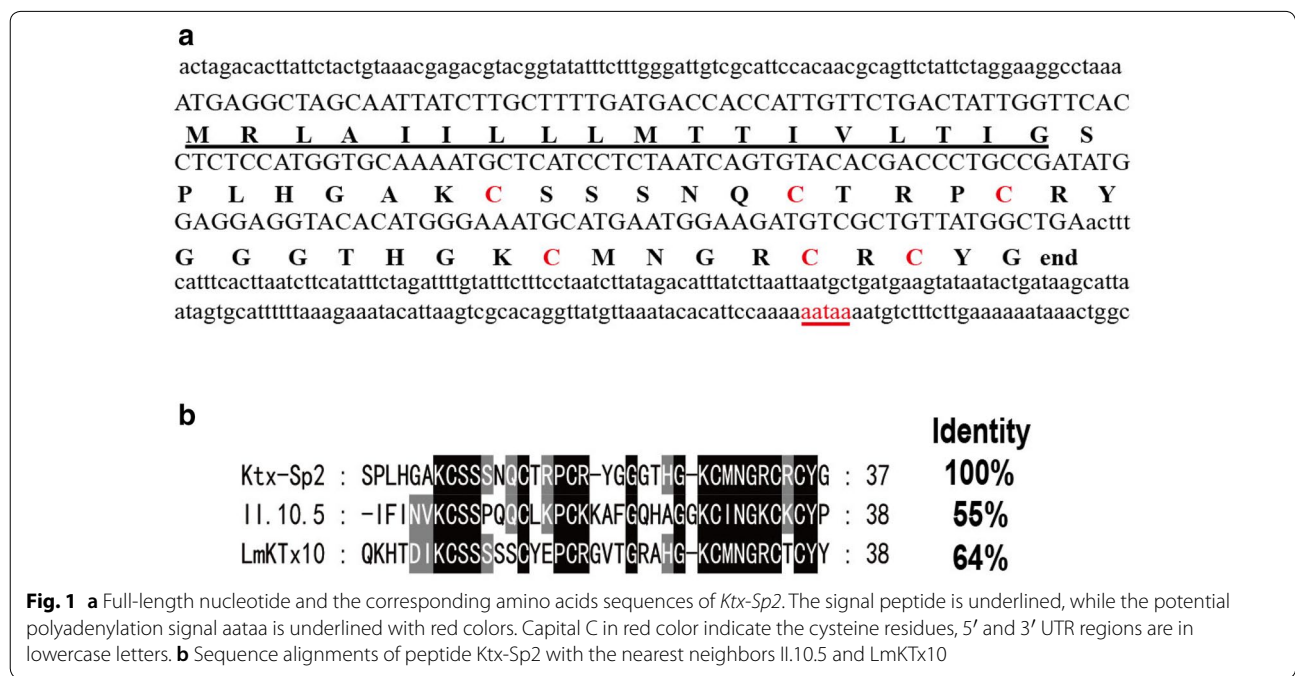 a
actagacacttattctactgtaaacgagacgtacggtatatttctttgggattgtcgcattccacaacgcagttctattctaggaaggcctaaa
ATGAGGCTAGCAATTATCTTGCTTTTGATGACCACCATTGTTCTGACTATTGGTTCAC
M R L A I I L L L M T T I V L T I G S
CTCTCCATGGTGCAAAATGCTCATCCTCTAATCAGTGTACACGACCCTGCCGATATG
P L H G A K C S S S N Q C T R P C R Y
GAGGAGGTACACATGGGAAATGCATGAATGGAAGATGTCGCTGTTATGGCTGAacttt
G G G T H G K C M N G R C R C Y G end
catttcacttaatcttcatatttctagattttgtatttctttcctaatcttatagacatttatcttaattaatgctgatgaagtataatactgataagcatta
atagtgcattttttaaagaaatacattaagtcgcacaggttatgttaaatacacattccaaaaaataaaatgtctttcttgaaaaaataaactggc
b
Identity
Ktx-Sp2 : SPLHGAKCSSSNQCTRPCR-YGGGTHG-KCMNGRCRCYG : 37 100%
II.10.5 : -IFINVKCSSPQQCLKPCKKAFGQHAGGKCINGKCKCYP : 38 55%
LmKTx10 : QKHTDIKCSSSSSCYEPCRGVTGRAHG-KCMNGRCTCYY : 38 64%
Fig. 1 a Full-length nucleotide and the corresponding amino acids sequences of Ktx-Sp2. The signal peptide is underlined, while the potential
polyadenylation signal aataa is underlined with red colors. Capital C in red color indicate the cysteine residues, 5′ and 3′ UTR regions are in
lowercase letters. b Sequence alignments of peptide Ktx-Sp2 with the nearest neighbors II.10.5 and LmKTx10